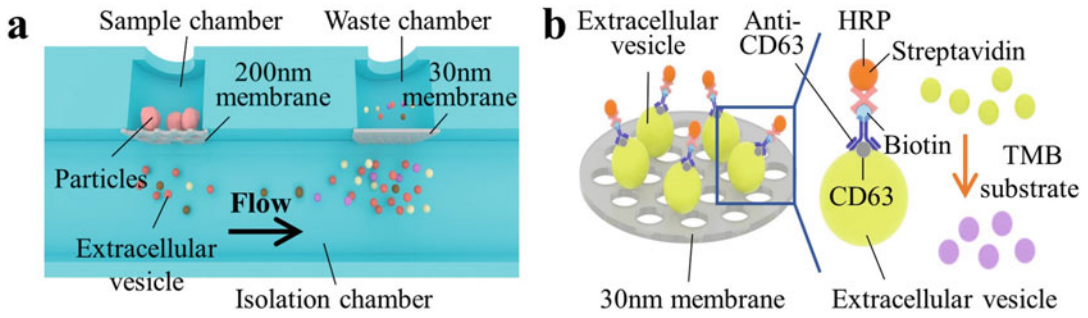 a
Sample chamber
Waste chamber
200nm
membrane
30nm
membrane
Particles
Flow
Extracellular
vesicle
Isolation chamber
b
Extracellular
vesicle
Anti-
CD63
HRP
Streptavidin
Biotin
CD63
TMB
substrate
30nm membrane
Extracellular vesicle